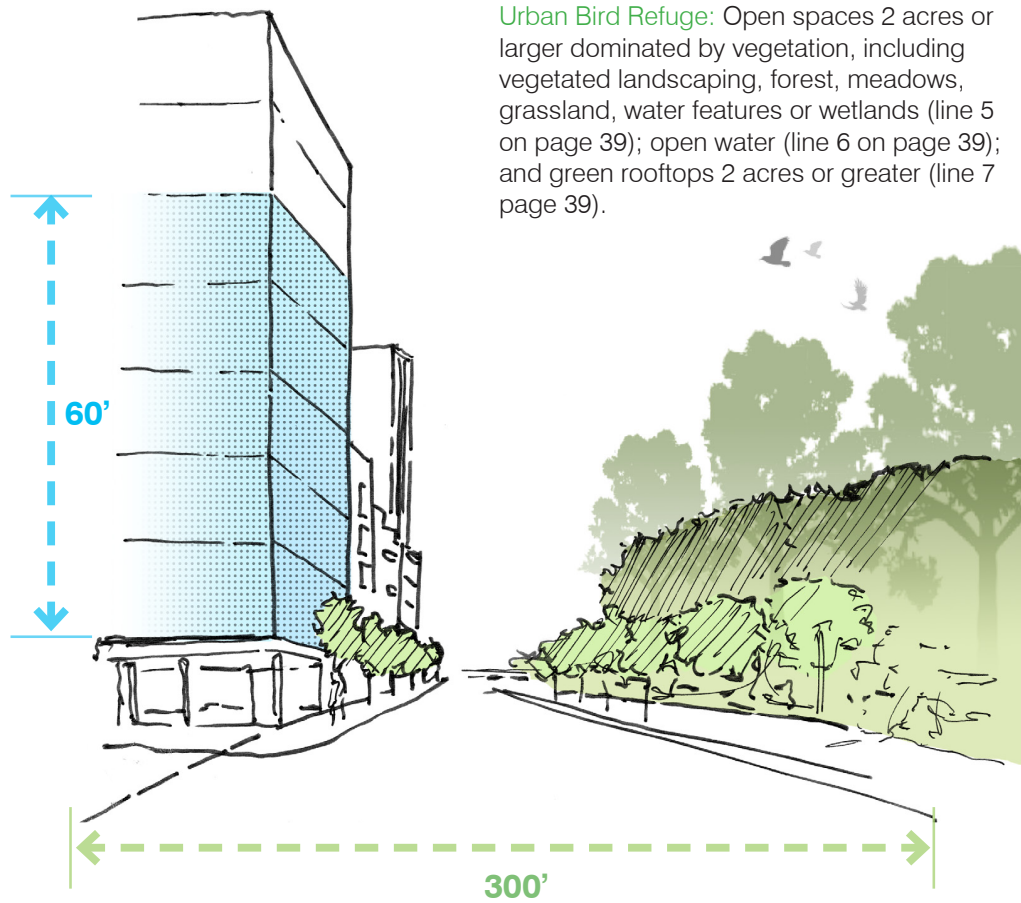 Urban Bird Refuge: Open spaces 2 acres or
larger dominated by vegetation, including
vegetated landscaping, forest, meadows,
grassland, water features or wetlands (line 5
on page 39); open water (line 6 on page 39);
and green rooftops 2 acres or greater (line 7
page 39).
60’
300’